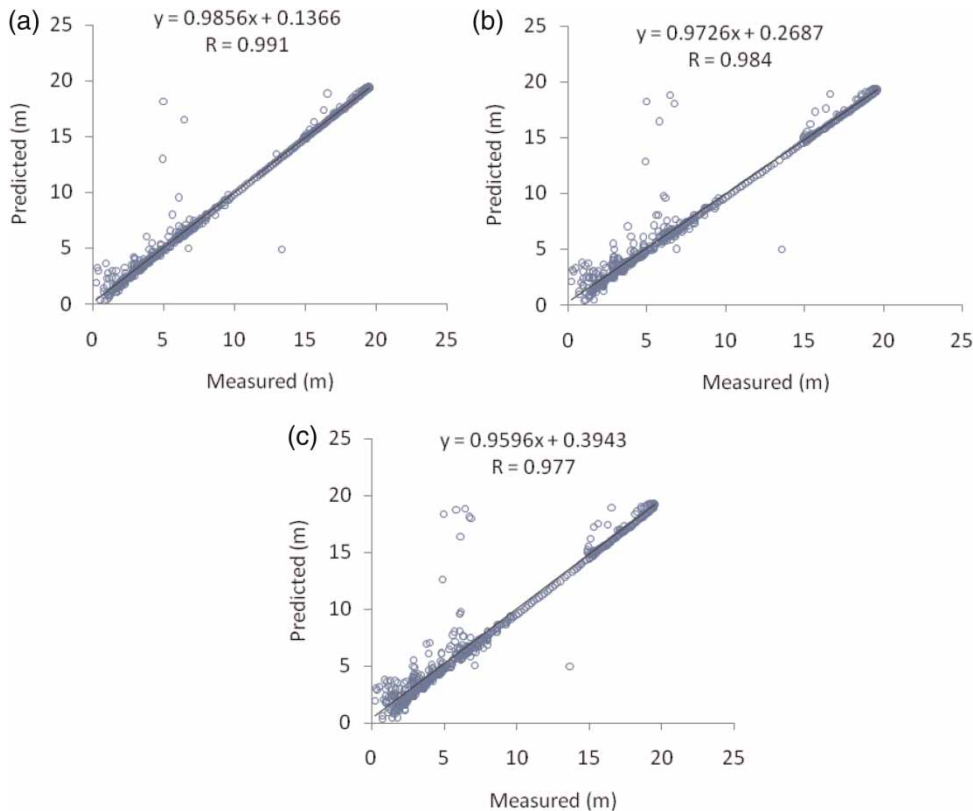 (a)
y = 0.9856x + 0.1366
R = 0.991
25
20
15
10
5
0
Predicted (m)
0 5 10 15 20 25
Measured (m)
(b)
y = 0.9726x + 0.2687
R = 0.984
25
20
15
10
5
0
Predicted (m)
0 5 10 15 20 25
Measured (m)
(c)
y = 0.9596x + 0.3943
R = 0.977
25
20
15
10
5
0
Predicted (m)
0 5 10 15 20 25
Measured (m)